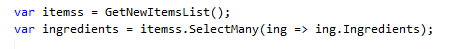 var itemss = GetNewItemsList();
var ingredients = itemss.SelectMany(ing => ing.Ingredients);